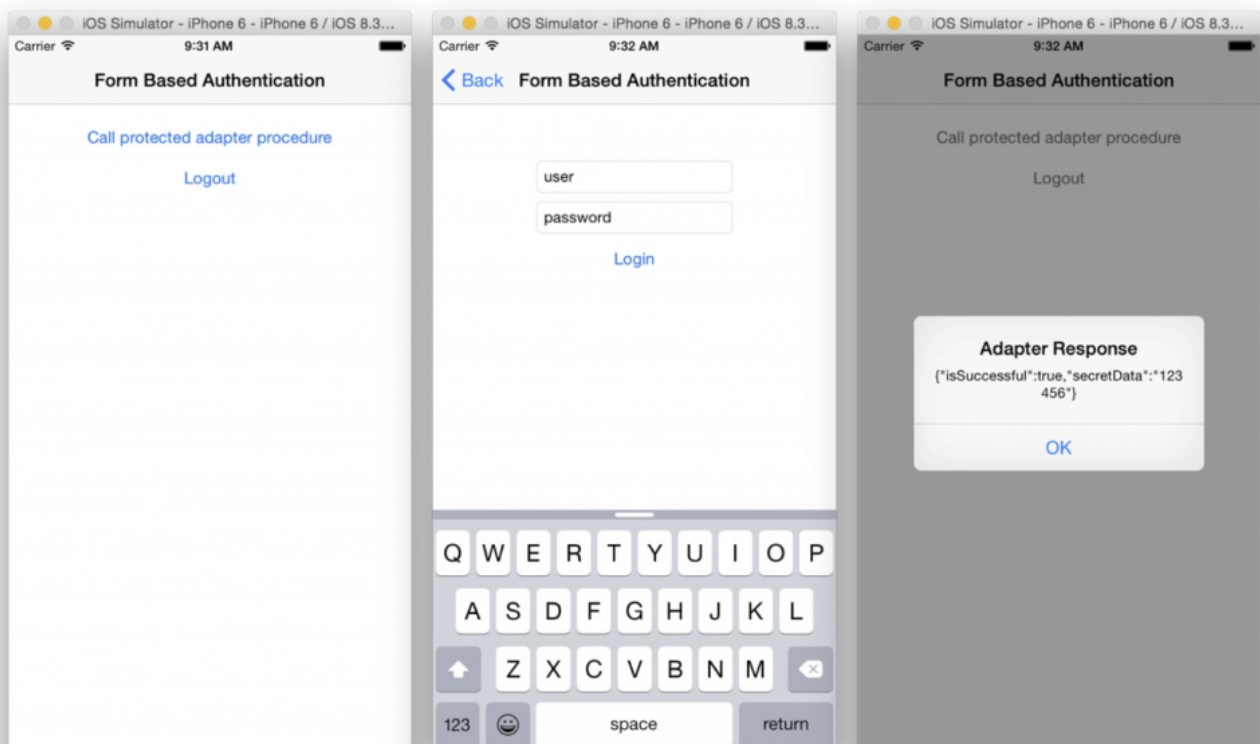 iOS Simulator - iPhone 6 - iPhone 6 / iOS 8.3...
Carrier 9:31 AM
Form Based Authentication
Call protected adapter procedure
Logout
iOS Simulator - iPhone 6 - iPhone 6 / iOS 8.3...
Carrier 9:32 AM
Back Form Based Authentication
user
password
Login
Q W E R T Y U I O P
A S D F G H J K L
Z X C V B N M
123 space return
iOS Simulator - iPhone 6 - iPhone 6 / iOS 8.3...
Carrier 9:32 AM
Form Based Authentication
Call protected adapter procedure
Logout
Adapter Response
{"isSuccessful":true,"secretData":"123
456"}
OK